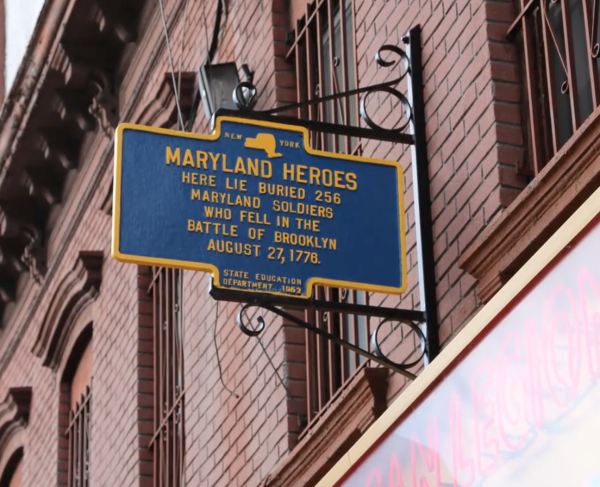 NEW YORK
MARYLAND HEROES
HERE LIE BURIED 256
MARYLAND SOLDIERS
WHO FELL IN THE
BATTLE OF BROOKLYN
AUGUST 27, 1776.
STATE EDUCATION
DEPARTMENT 1952